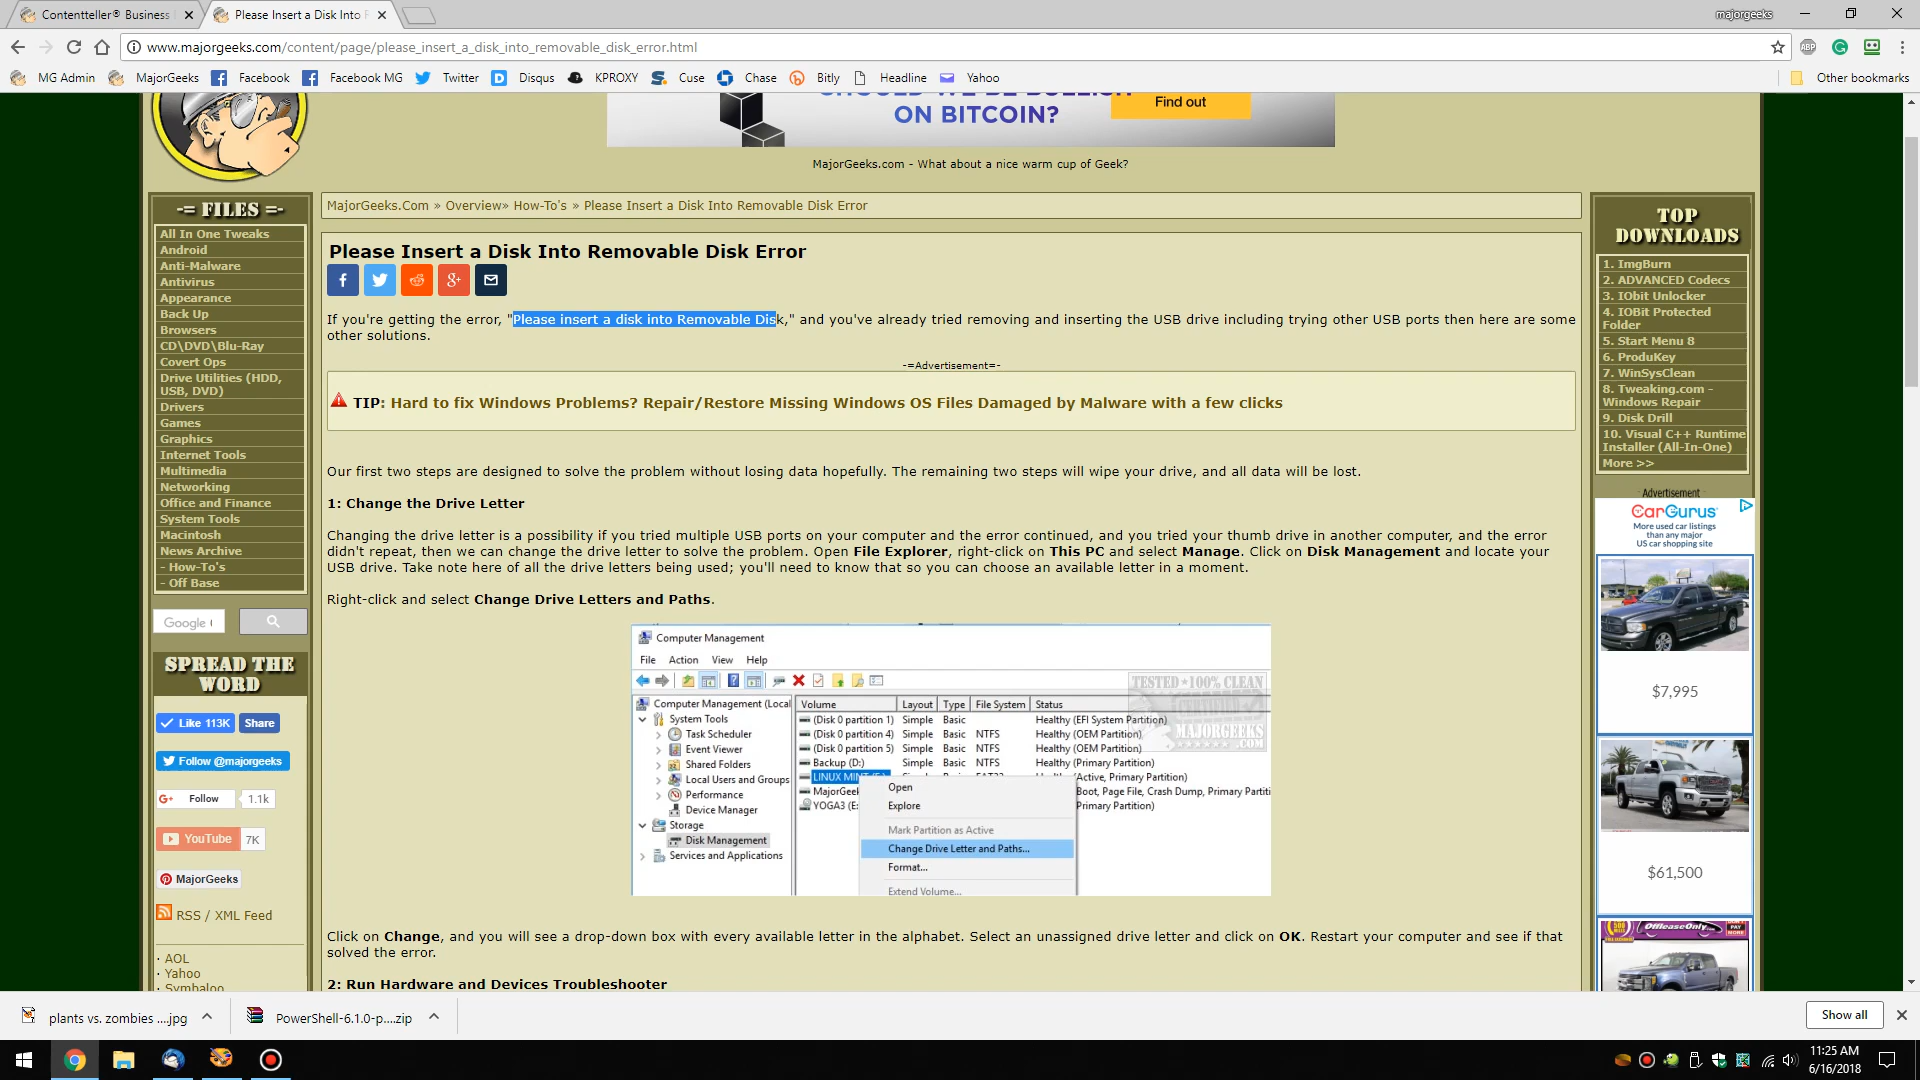 Contentteller® Business
Please Insert a Disk Into
majorgeeks
www.majorgeeks.com/content/page/please_insert_a_disk_into_removable_disk_error.html
ABP
MG Admin
MajorGeeks
Facebook
Facebook MG
Twitter
Disqus
KPROXY
Cuse
Chase
Bitly
Headline
Yahoo
Other bookmarks
ON BITCOIN?
Find out
MajorGeeks.com - What about a nice warm cup of Geek?
-= FILES =-
All In One Tweaks
Android
Anti-Malware
Antivirus
Appearance
Back Up
Browsers
CD\DVD\Blu-Ray
Covert Ops
Drive Utilities (HDD,
USB, DVD)
Drivers
Games
Graphics
Internet Tools
Multimedia
Networking
Office and Finance
System Tools
Macintosh
News Archive
- How-To's
- Off Base
Google
SPREAD THE
WORD
Like 113K
Share
Follow @majorgeeks
G+ Follow 1.1k
YouTube 7K
MajorGeeks
RSS / XML Feed
· AOL
· Yahoo
· Symbaloo
MajorGeeks.Com » Overview» How-To's » Please Insert a Disk Into Removable Disk Error
Please Insert a Disk Into Removable Disk Error
If you're getting the error, "Please insert a disk into Removable Disk," and you've already tried removing and inserting the USB drive including trying other USB ports then here are some
other solutions.
-=Advertisement=-
TIP: Hard to fix Windows Problems? Repair/Restore Missing Windows OS Files Damaged by Malware with a few clicks
Our first two steps are designed to solve the problem without losing data hopefully. The remaining two steps will wipe your drive, and all data will be lost.
1: Change the Drive Letter
Changing the drive letter is a possibility if you tried multiple USB ports on your computer and the error continued, and you tried your thumb drive in another computer, and the error
didn't repeat, then we can change the drive letter to solve the problem. Open File Explorer, right-click on This PC and select Manage. Click on Disk Management and locate your
USB drive. Take note here of all the drive letters being used; you'll need to know that so you can choose an available letter in a moment.
Right-click and select Change Drive Letters and Paths.
Computer Management
File Action View Help
Computer Management (Local
System Tools
Task Scheduler
Event Viewer
Shared Folders
Local Users and Groups
Performance
Device Manager
Storage
Disk Management
Services and Applications
Volume Layout Type File System Status
(Disk 0 partition 1) Simple Basic Healthy (EFI System Partition)
(Disk 0 partition 4) Simple Basic NTFS Healthy (OEM Partition)
(Disk 0 partition 5) Simple Basic NTFS Healthy (OEM Partition)
Backup (D:) Simple Basic NTFS Healthy (Primary Partition)
LINUX MINT Simple Basic FAT32 Healthy (Active, Primary Partition)
MajorGeek Boot, Page File, Crash Dump, Primary Partiti
YOGA3 (E: Primary Partition)
Open
Explore
Mark Partition as Active
Change Drive Letter and Paths...
Format...
Extend Volume...
TESTED ★ 100% CLEAN
CERTIFIED
MAJORGEEKS
.COM
Click on Change, and you will see a drop-down box with every available letter in the alphabet. Select an unassigned drive letter and click on OK. Restart your computer and see if that
solved the error.
2: Run Hardware and Devices Troubleshooter
TOP
DOWNLOADS
1. ImgBurn
2. ADVANCED Codecs
3. IObit Unlocker
4. IOBit Protected
Folder
5. Start Menu 8
6. ProduKey
7. WinSysClean
8. Tweaking.com -
Windows Repair
9. Disk Drill
10. Visual C++ Runtime
Installer (All-In-One)
More >>
- Advertisement -
CarGurus
More used car listings
than any major
US car shopping site
$7,995
$61,500
OffleaseOnly
plants vs. zombies ....jpg
PowerShell-6.1.0-p....zip
Show all
11:25 AM
6/16/2018